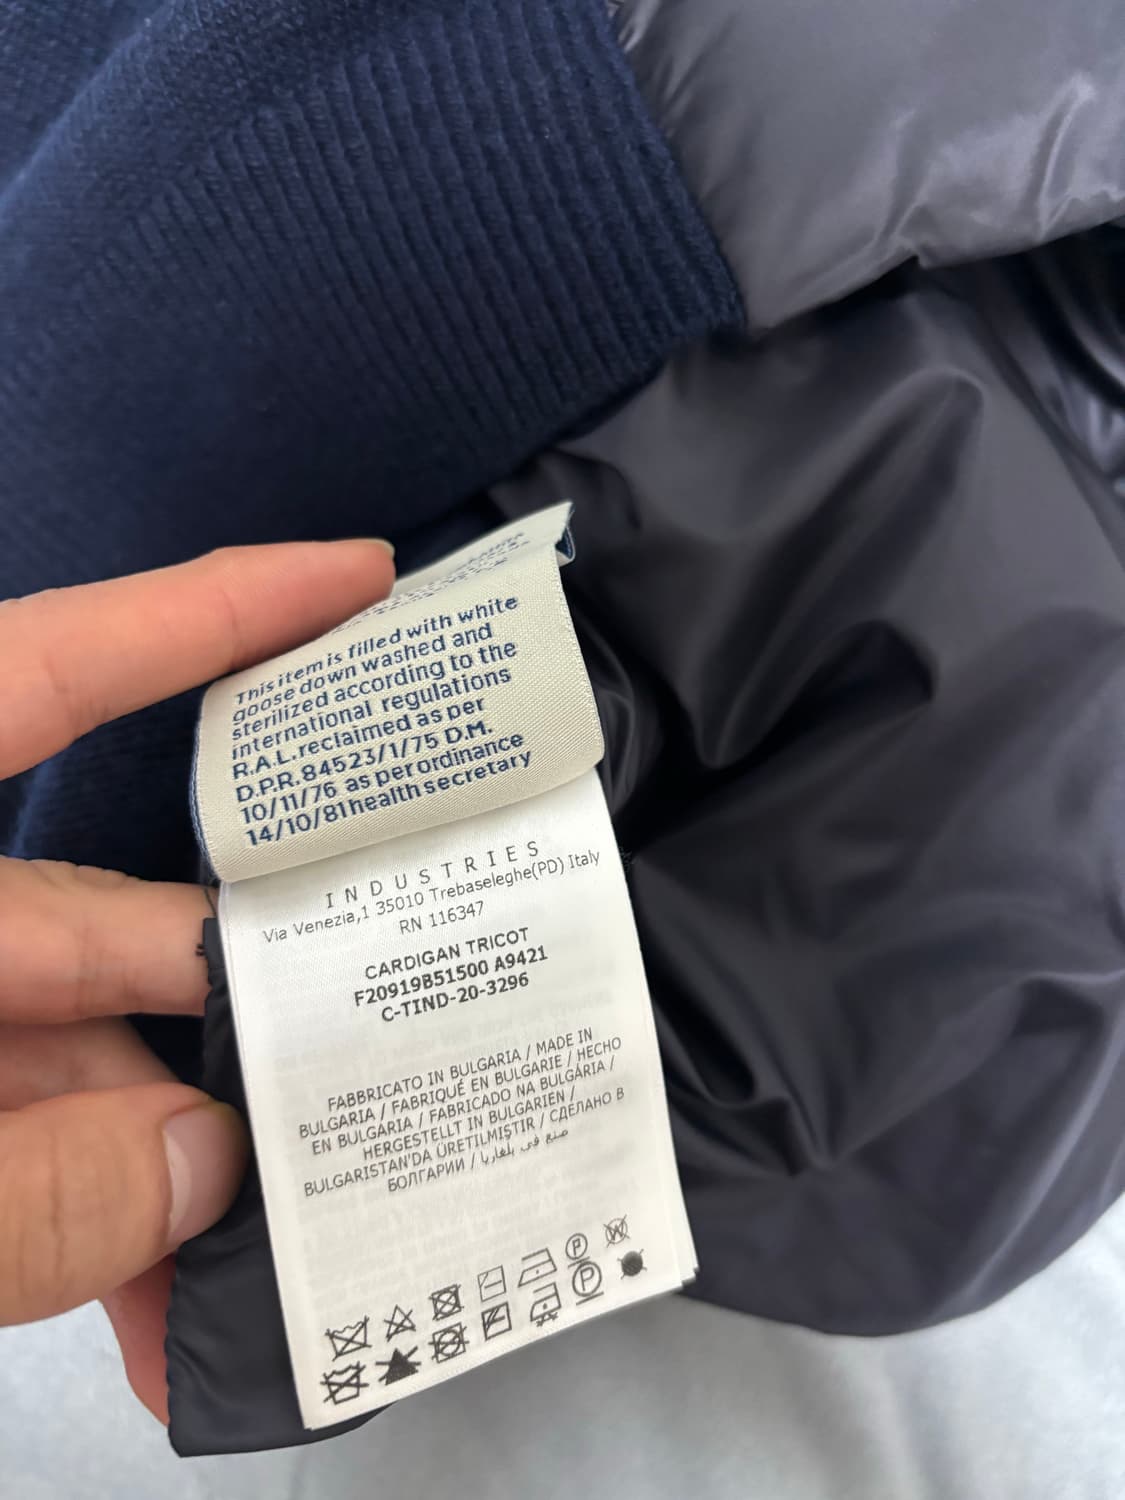 This item is filled with white
goose down washed and
sterilized according to the
international regulations
R.A.L. reclaimed as per
D.P.R. 84523/1/75 D.M.
10/11/76 as per ordinance
14/10/81 health secretary
INDUSTRIES
Via Venezia,1 35010 Trebaseleghe(PD) Italy
RN 116347
CARDIGAN TRICOT
F20919B51500 A9421
C-TIND-20-3296
FABBRICATO IN BULGARIA / MADE IN
BULGARIA / FABRIQUÉ EN BULGARIE / HECHO
EN BULGARIA / FABRICADO NA BULGÁRIA /
HERGESTELLT IN BULGARIEN /
BULGARISTAN'DA ÜRETILMIŞTIR / СДЕЛАНО В
БОЛГАРИИ / صنع في بلغاريا
P W
P